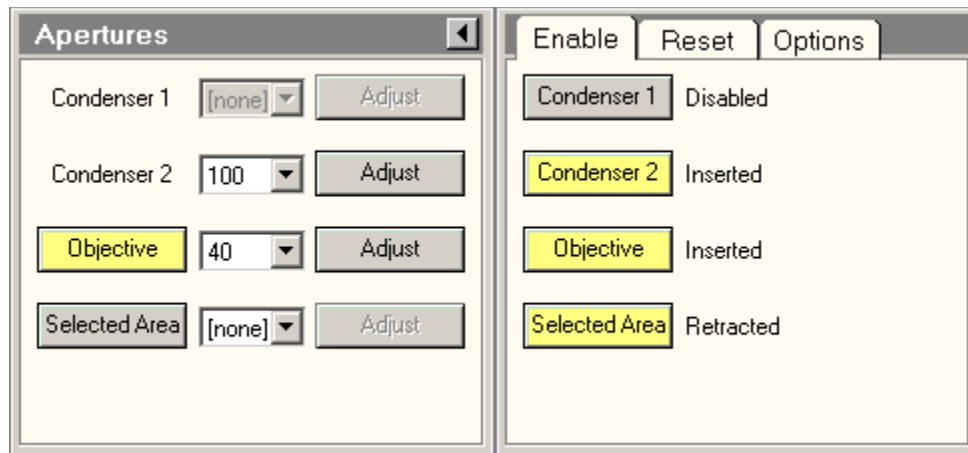 Apertures
Condenser 1 [none] Adjust
Condenser 2 100 Adjust
Objective 40 Adjust
Selected Area [none] Adjust
Enable Reset Options
Condenser 1 Disabled
Condenser 2 Inserted
Objective Inserted
Selected Area Retracted